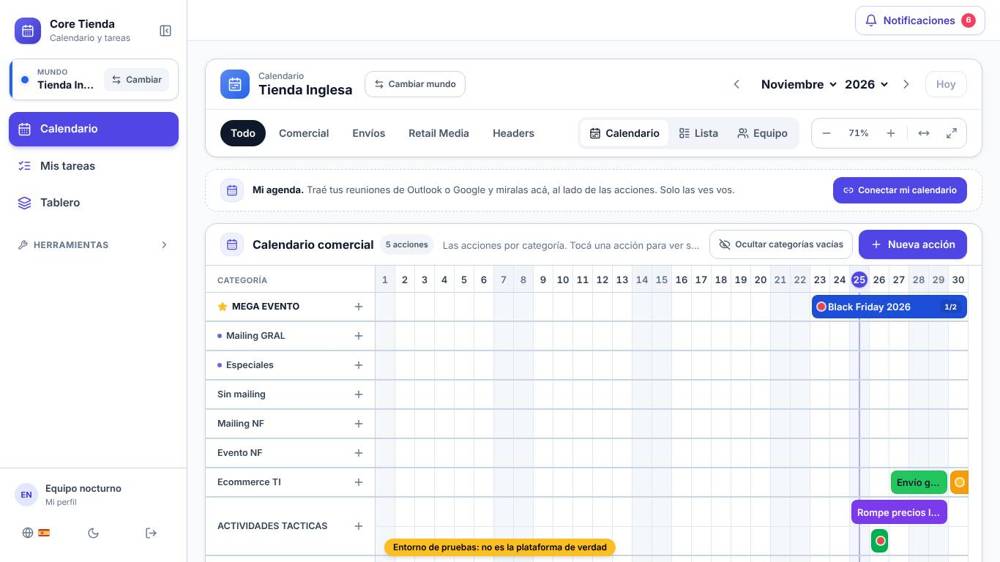 Core Tienda
Calendario y tareas
MUNDO
Tienda In...
Cambiar
Calendario
Mis tareas
Tablero
HERRAMIENTAS
EN
Equipo nocturno
Mi perfil
Notificaciones 6
Calendario
Tienda Inglesa
Cambiar mundo
Noviembre 2026
Hoy
Todo Comercial Envíos Retail Media Headers
Calendario Lista Equipo
71%
Mi agenda. Traé tus reuniones de Outlook o Google y miralas acá, al lado de las acciones. Solo las ves vos.
Conectar mi calendario
Calendario comercial 5 acciones Las acciones por categoría. Tocá una acción para ver s...
Ocultar categorías vacías
Nueva acción
CATEGORÍA 1 2 3 4 5 6 7 8 9 10 11 12 13 14 15 16 17 18 19 20 21 22 23 24 25 26 27 28 29 30
MEGA EVENTO
Black Friday 2026 1/2
Mailing GRAL
Especiales
Sin mailing
Mailing NF
Evento NF
Ecommerce TI
Envío g...
Rompe precios l...
ACTIVIDADES TACTICAS
Entorno de pruebas: no es la plataforma de verdad